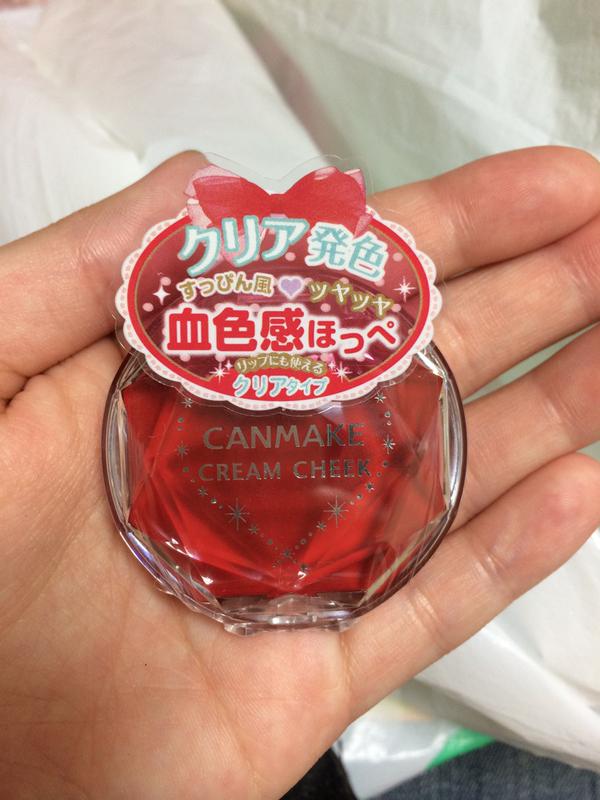 クリア発色
すっぴん風♥ツヤツヤ
血色感ほっぺ
リップにも使える
クリアタイプ
CANMAKE
CREAM CHEEK